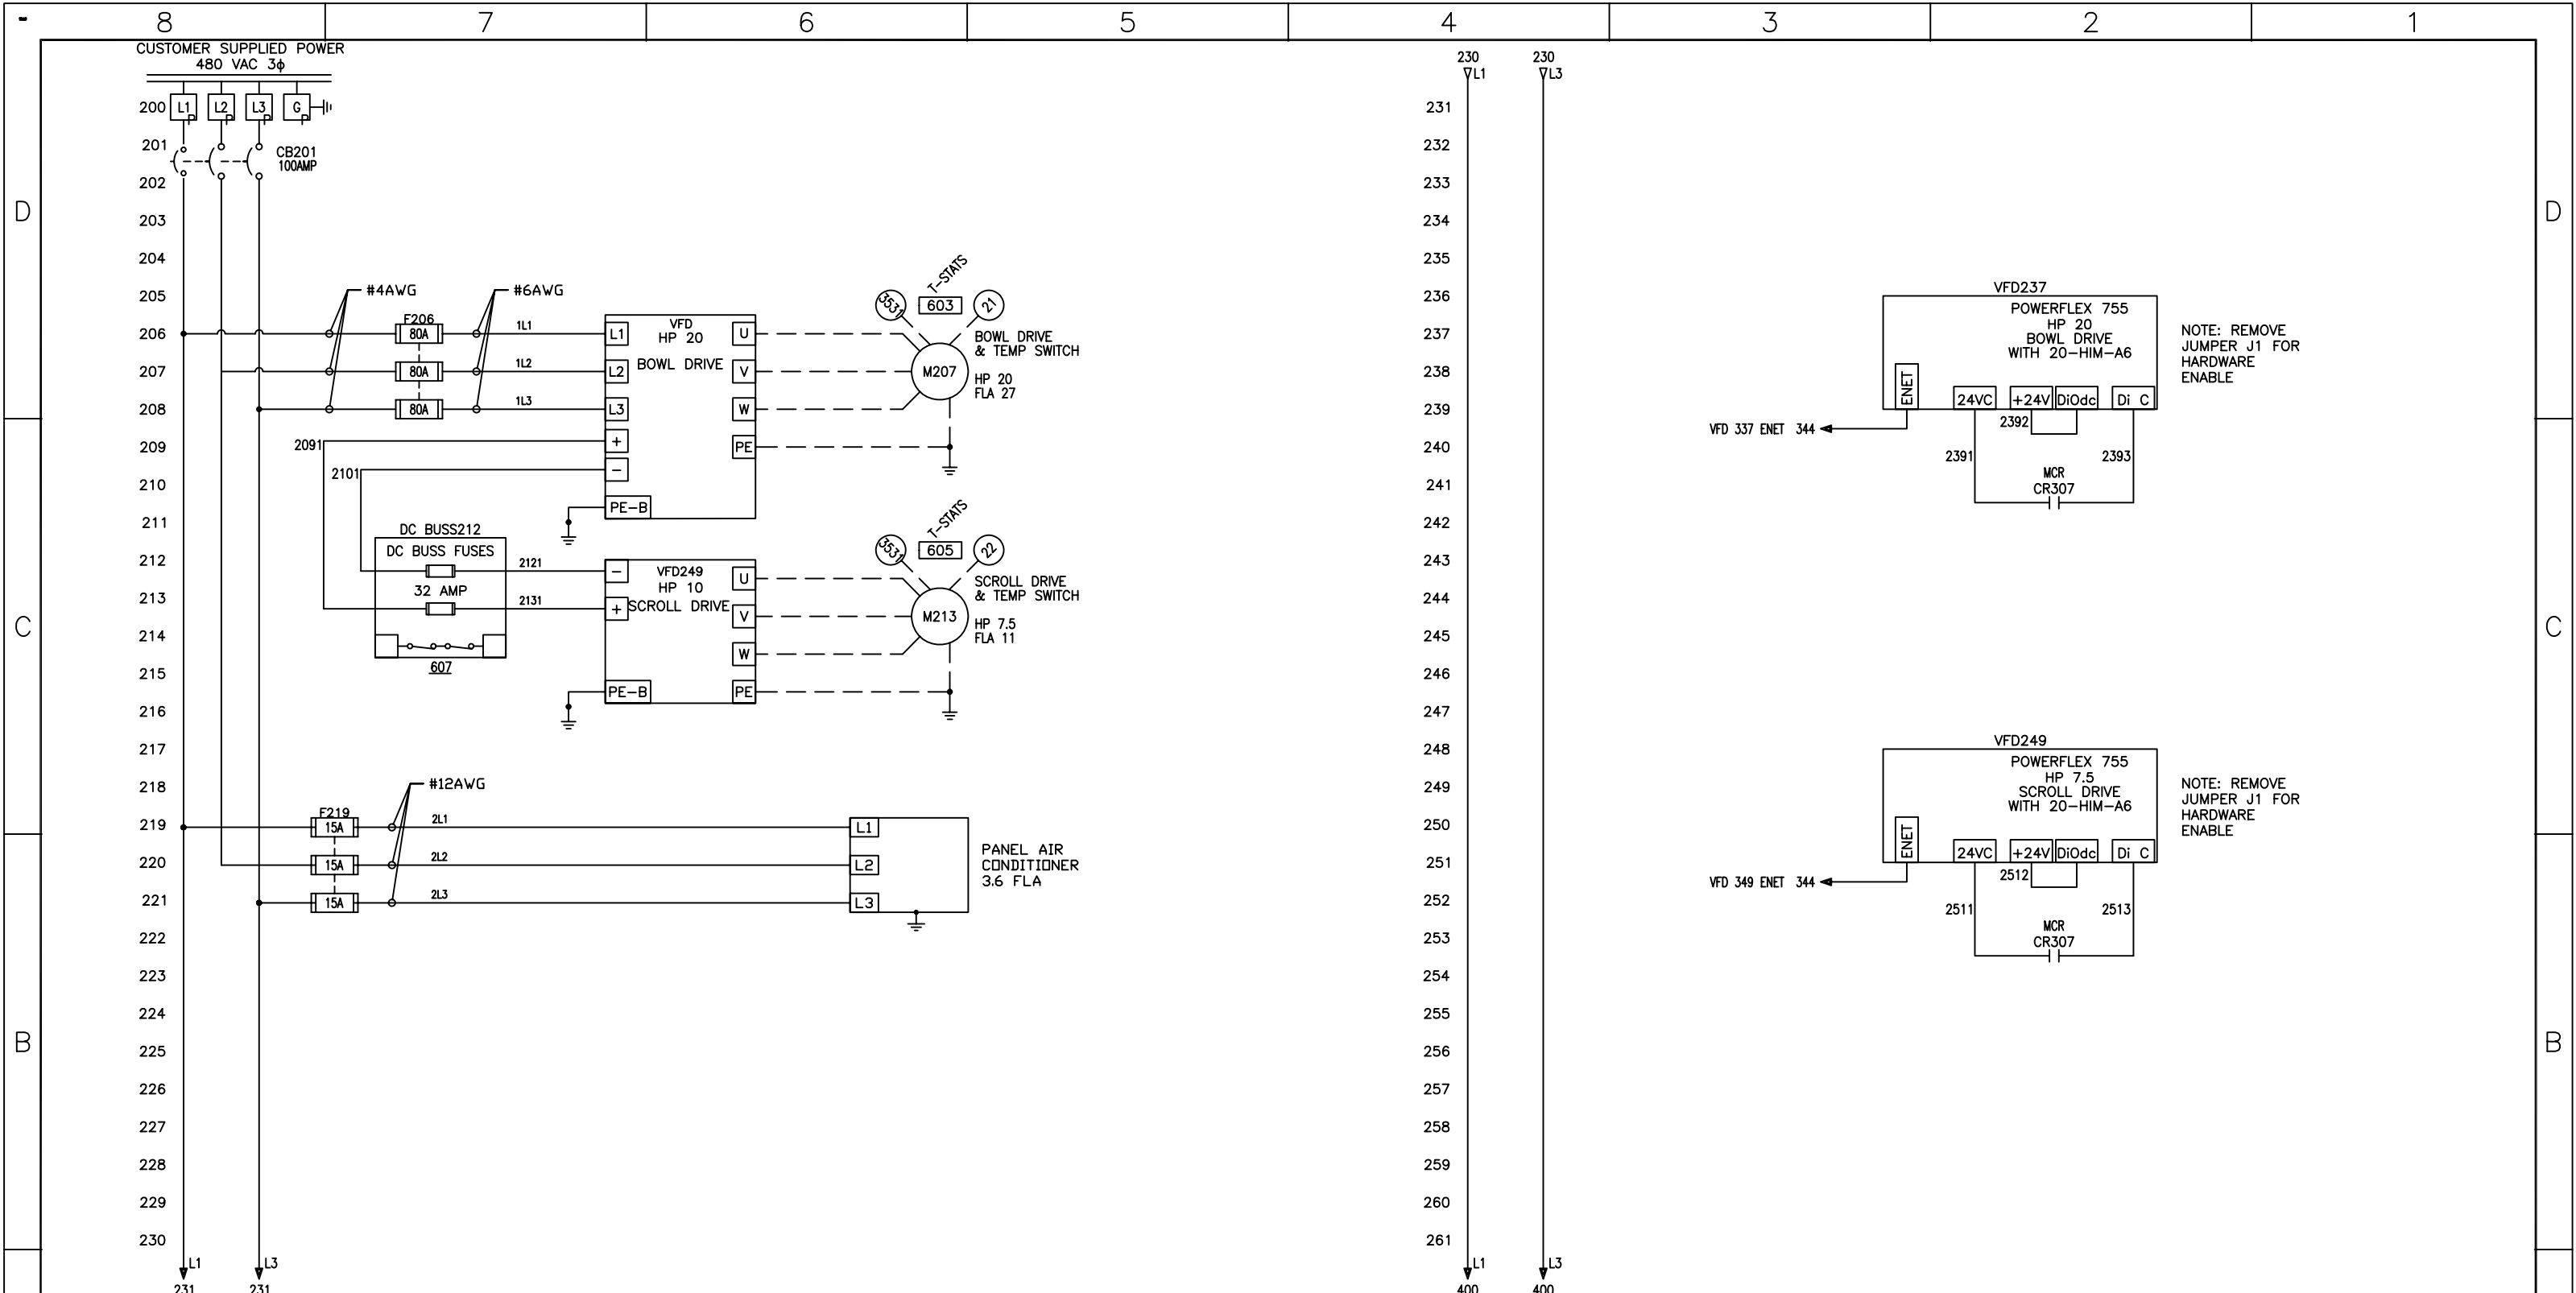 - 8 7 6 5 4 3 2 1
CUSTOMER SUPPLIED POWER
480 VAC 3ϕ
L1 L2 L3 G
P P P P
CB201
100AMP
200
201
202
203
204
205
206
207
208
209
210
211
212
213
214
215
216
217
218
219
220
221
222
223
224
225
226
227
228
229
230
D
C
B
#4AWG
#6AWG
F206
80A
80A
80A
1L1
1L2
1L3
2091
2101
L1
L2
L3
+
-
PE-B
VFD
HP 20
BOWL DRIVE
U
V
W
PE
3531
T-STATS
603
21
BOWL DRIVE
& TEMP SWITCH
M207
HP 20
FLA 27
DC BUSS212
DC BUSS FUSES
32 AMP
607
2121
2131
-
+
PE-B
VFD249
HP 10
SCROLL DRIVE
U
V
W
PE
3531
T-STATS
605
22
SCROLL DRIVE
& TEMP SWITCH
M213
HP 7.5
FLA 11
#12AWG
F219
15A
15A
15A
2L1
2L2
2L3
L1
L2
L3
PANEL AIR
CONDITIONER
3.6 FLA
L1 L3
231 231
230 230
L1 L3
231
232
233
234
235
236
237
238
239
240
241
242
243
244
245
246
247
248
249
250
251
252
253
254
255
256
257
258
259
260
261
L1 L3
400 400
VFD237
POWERFLEX 755
HP 20
BOWL DRIVE
WITH 20-HIM-A6
ENET
24VC +24V DiOdc Di C
2392
VFD 337 ENET 344
2391
2393
MCR
CR307
NOTE: REMOVE
JUMPER J1 FOR
HARDWARE
ENABLE
VFD249
POWERFLEX 755
HP 7.5
SCROLL DRIVE
WITH 20-HIM-A6
ENET
24VC +24V DiOdc Di C
2512
VFD 349 ENET 344
2511
2513
MCR
CR307
NOTE: REMOVE
JUMPER J1 FOR
HARDWARE
ENABLE
D
C
B